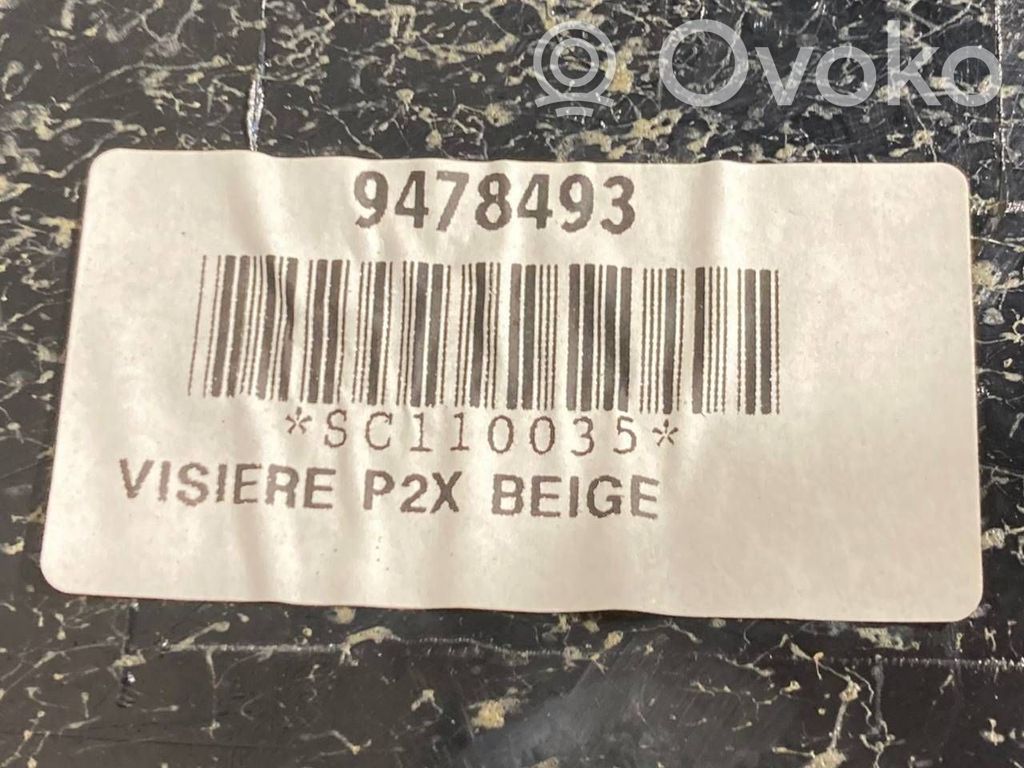 Ovoko
9478493
*SC110035*
VISIERE P2X BEIGE